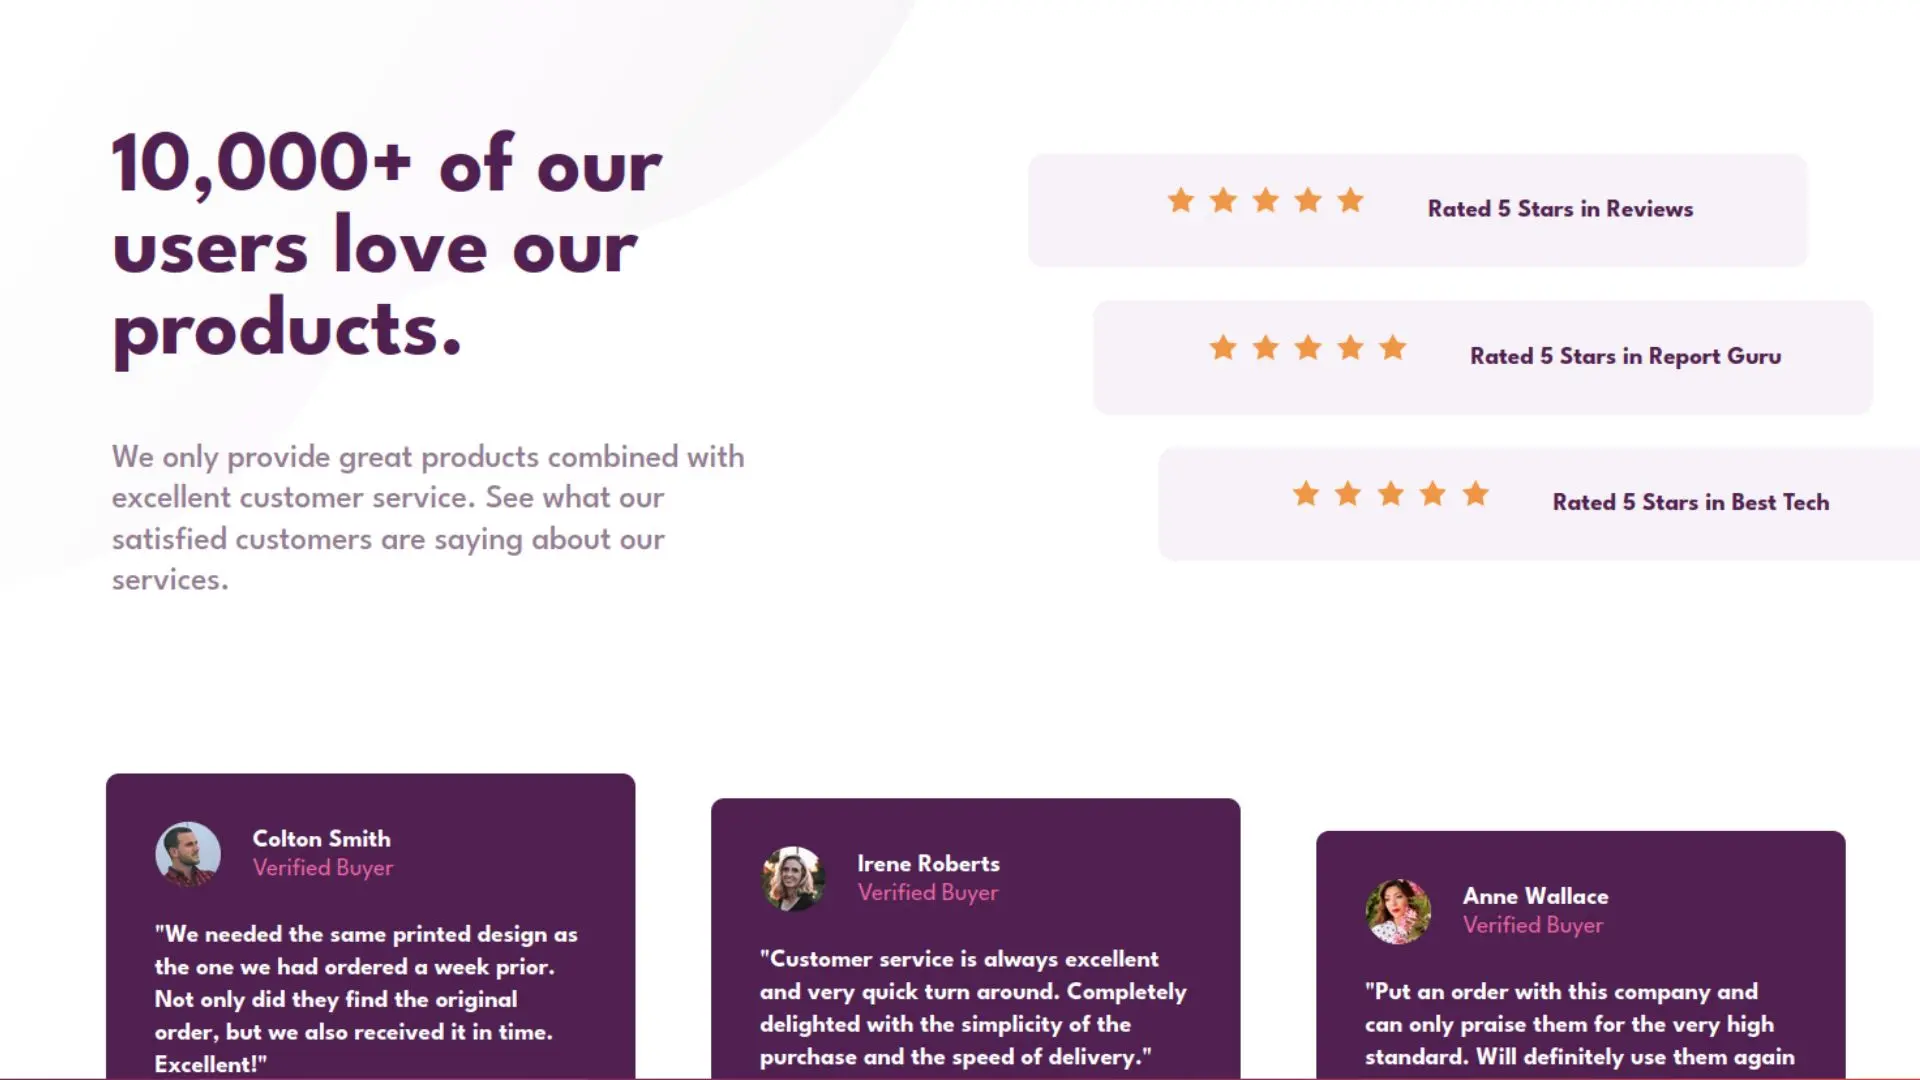 10,000+ of our
users love our
products.
We only provide great products combined with
excellent customer service. See what our
satisfied customers are saying about our
services.
Rated 5 Stars in Reviews
Rated 5 Stars in Report Guru
Rated 5 Stars in Best Tech
Colton Smith
Verified Buyer
"We needed the same printed design as
the one we had ordered a week prior.
Not only did they find the original
order, but we also received it in time.
Excellent!"
Irene Roberts
Verified Buyer
"Customer service is always excellent
and very quick turn around. Completely
delighted with the simplicity of the
purchase and the speed of delivery."
Anne Wallace
Verified Buyer
"Put an order with this company and
can only praise them for the very high
standard. Will definitely use them again